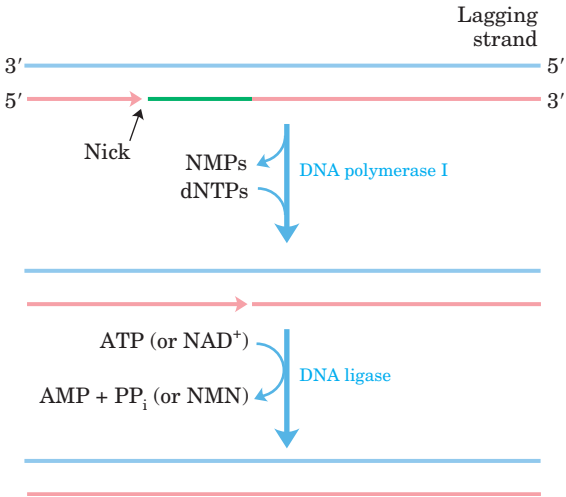 Lagging
strand
3′ 5′
5′ 3′
Nick
NMPs
DNA polymerase I
dNTPs
ATP (or NAD⁺)
DNA ligase
AMP + PPᵢ (or NMN)